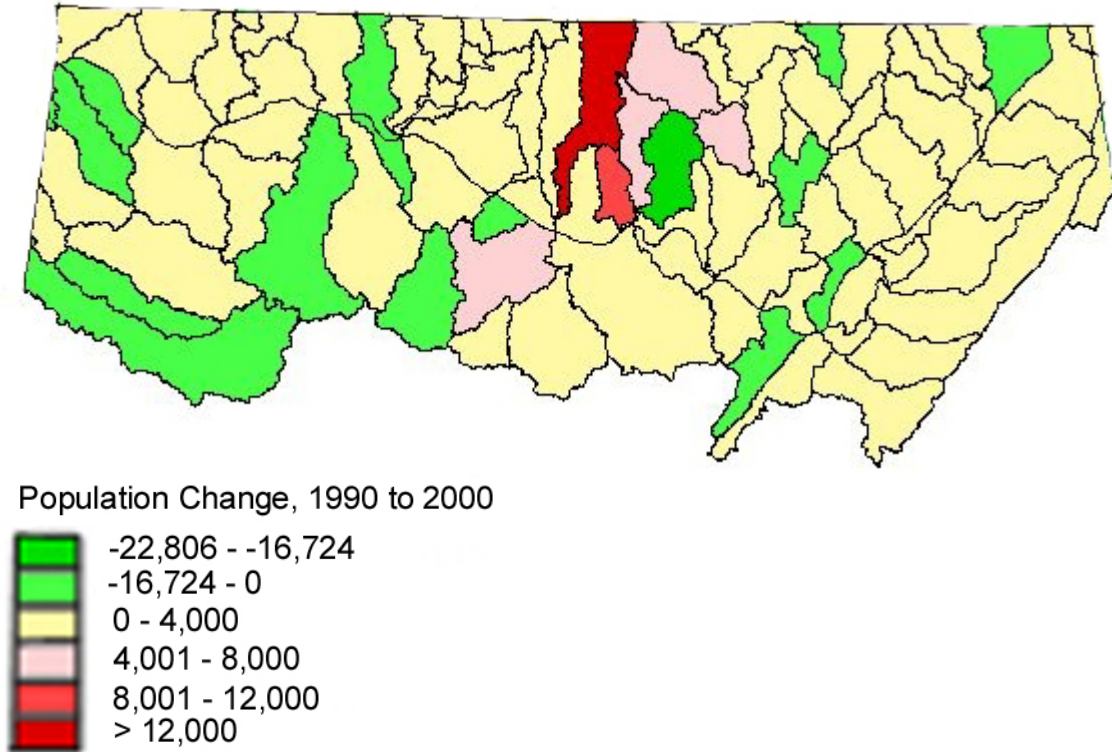 Population Change, 1990 to 2000
-22,806 - -16,724
-16,724 - 0
0 - 4,000
4,001 - 8,000
8,001 - 12,000
> 12,000